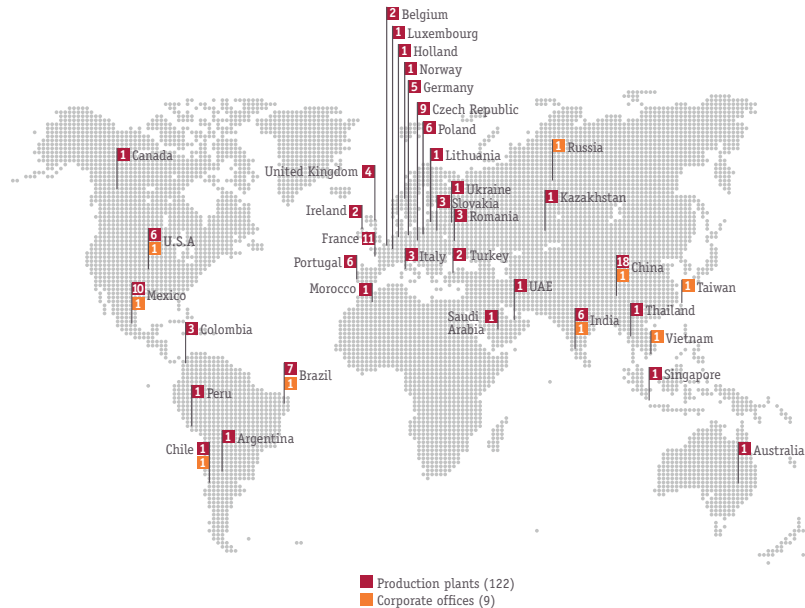 2 Belgium
1 Luxembourg
1 Holland
1 Norway
5 Germany
9 Czech Republic
6 Poland
1 Lithuania
1 Canada
1 Russia
United Kingdom 4
1 Ukraine
3 Slovakia
1 Kazakhstan
Ireland 2
3 Romania
6 U.S.A
1
France 11
3 Italy
2 Turkey
Portugal 6
18 China
1
Morocco 1
1 UAE
1 Taiwan
10 Mexico
1
Saudi
Arabia 1
6 India
1
1 Thailand
3 Colombia
1 Vietnam
7 Brazil
1
1 Singapore
1 Peru
1 Argentina
Chile 1
1
1 Australia
Production plants (122)
Corporate offices (9)